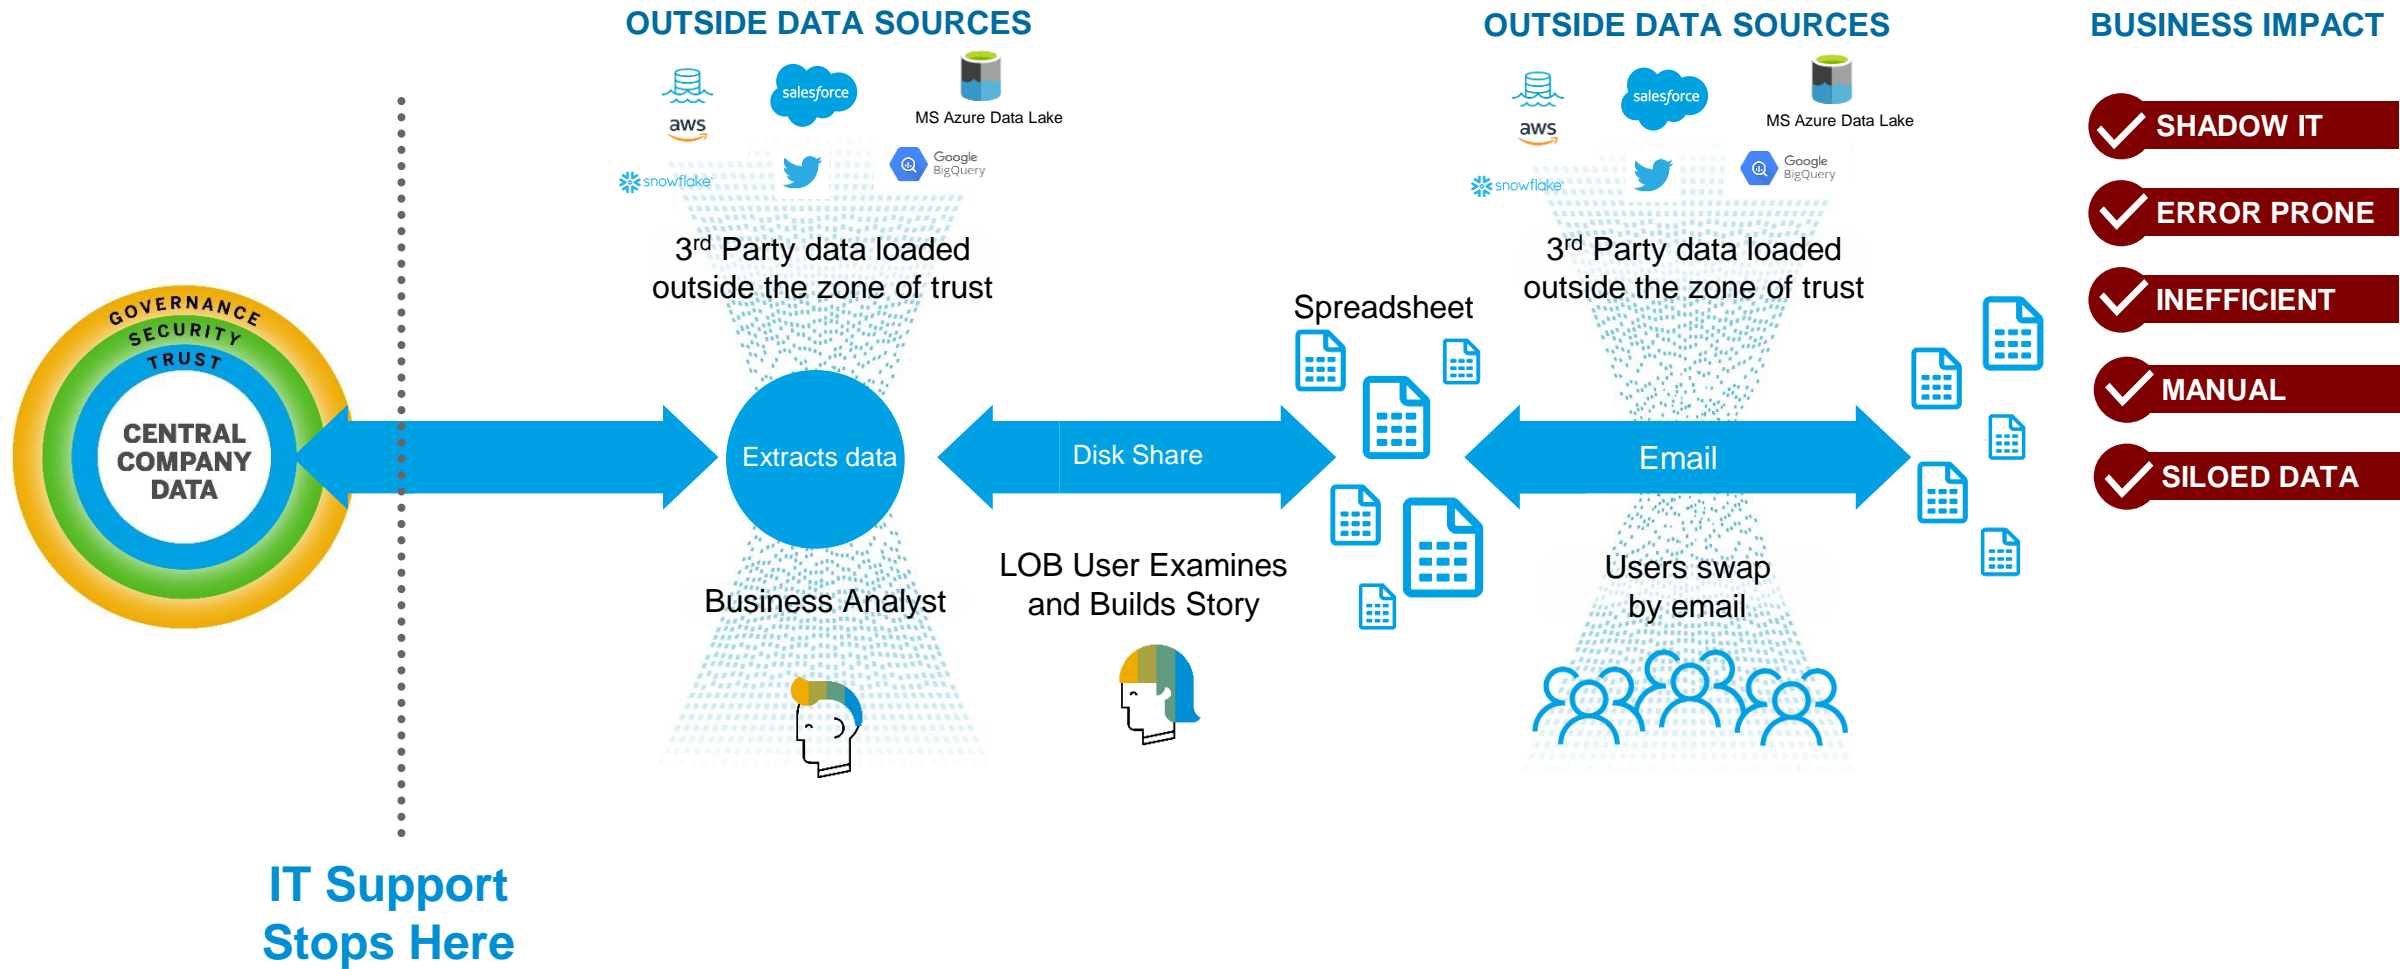 OUTSIDE DATA SOURCES
aws
salesforce
MS Azure Data Lake
snowflake
Google
BigQuery
3rd Party data loaded
outside the zone of trust
OUTSIDE DATA SOURCES
aws
salesforce
MS Azure Data Lake
snowflake
Google
BigQuery
3rd Party data loaded
outside the zone of trust
BUSINESS IMPACT
SHADOW IT
ERROR PRONE
INEFFICIENT
MANUAL
SILOED DATA
GOVERNANCE
SECURITY
TRUST
CENTRAL
COMPANY
DATA
Extracts data
Business Analyst
Disk Share
LOB User Examines
and Builds Story
Spreadsheet
Email
Users swap
by email
IT Support
Stops Here